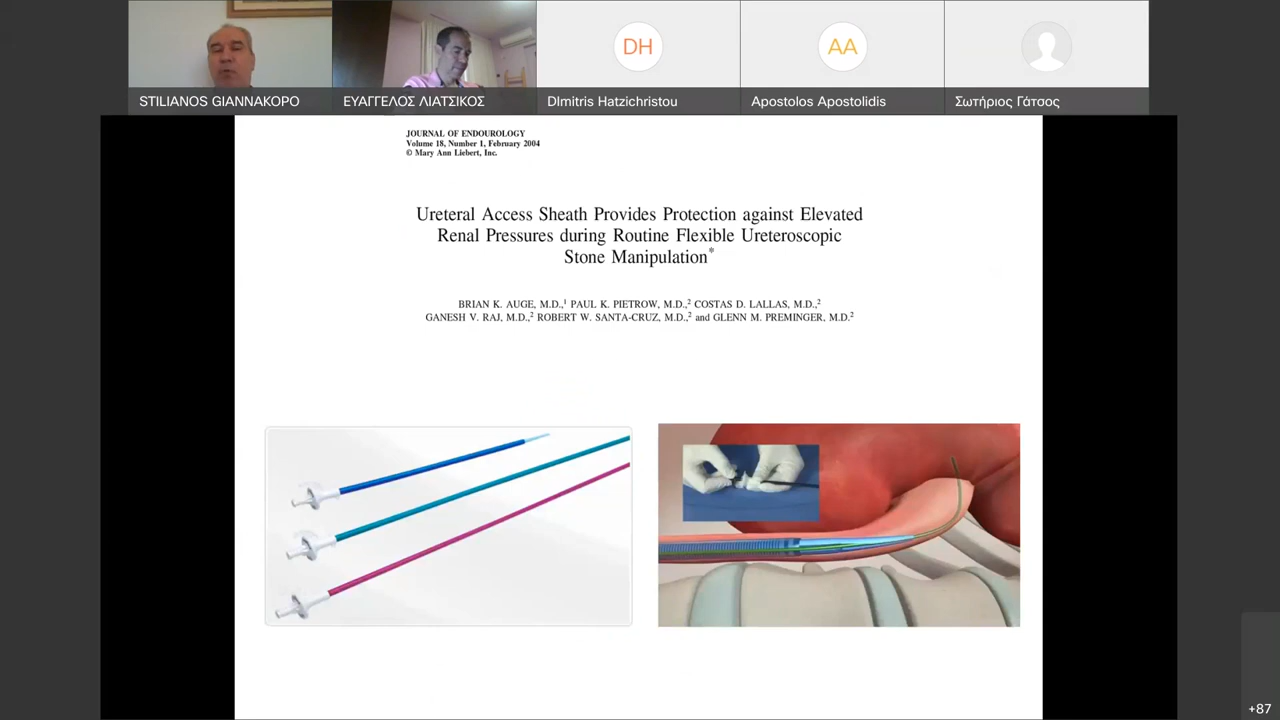 DH
AA
STILIANOS GIANNAKOPO
ΕΥΑΓΓΕΛΟΣ ΛΙΑΤΣΙΚΟΣ
DImitris Hatzichristou
Apostolos Apostolidis
Σωτήριος Γάτσος
JOURNAL OF ENDOUROLOGY
Volume 18, Number 1, February 2004
© Mary Ann Liebert, Inc.
Ureteral Access Sheath Provides Protection against Elevated
Renal Pressures during Routine Flexible Ureteroscopic
Stone Manipulation*
BRIAN K. AUGE, M.D.,1 PAUL K. PIETROW, M.D.,2 COSTAS D. LALLAS, M.D.,2
GANESH V. RAJ, M.D.,2 ROBERT W. SANTA-CRUZ, M.D.,2 and GLENN M. PREMINGER, M.D.2
+87